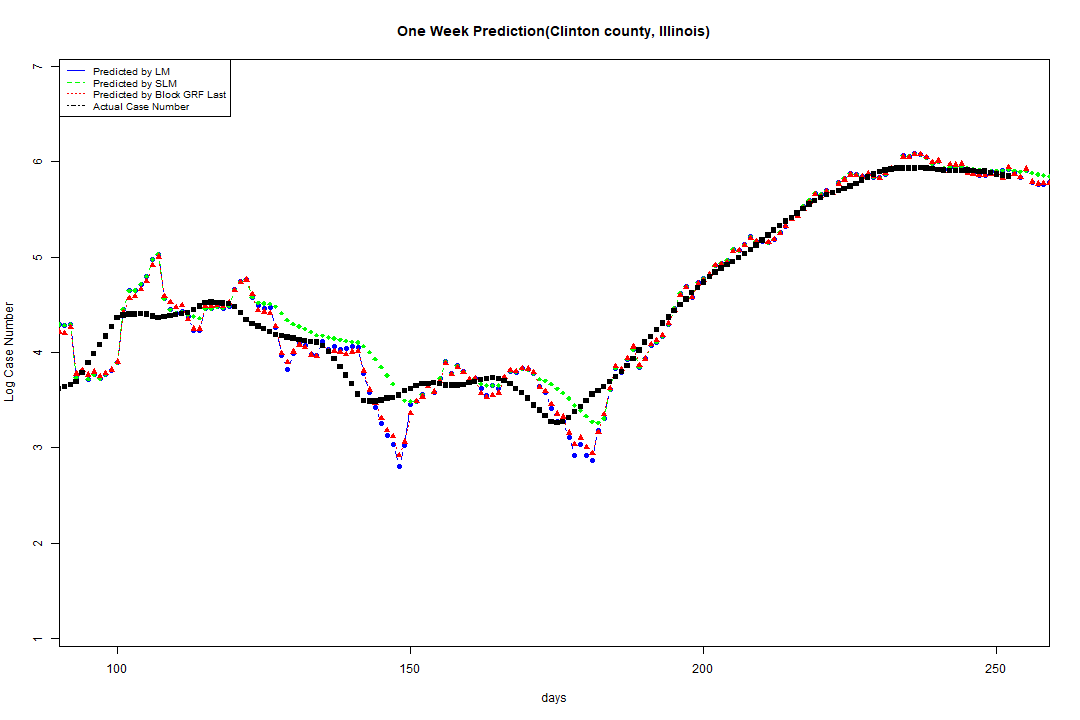 One Week Prediction(Clinton county, Illinois)
Predicted by LM
Predicted by SLM
Predicted by Block GRF Last
Actual Case Number
7
6
5
4
3
2
1
Log Case Number
100 150 200 250
days